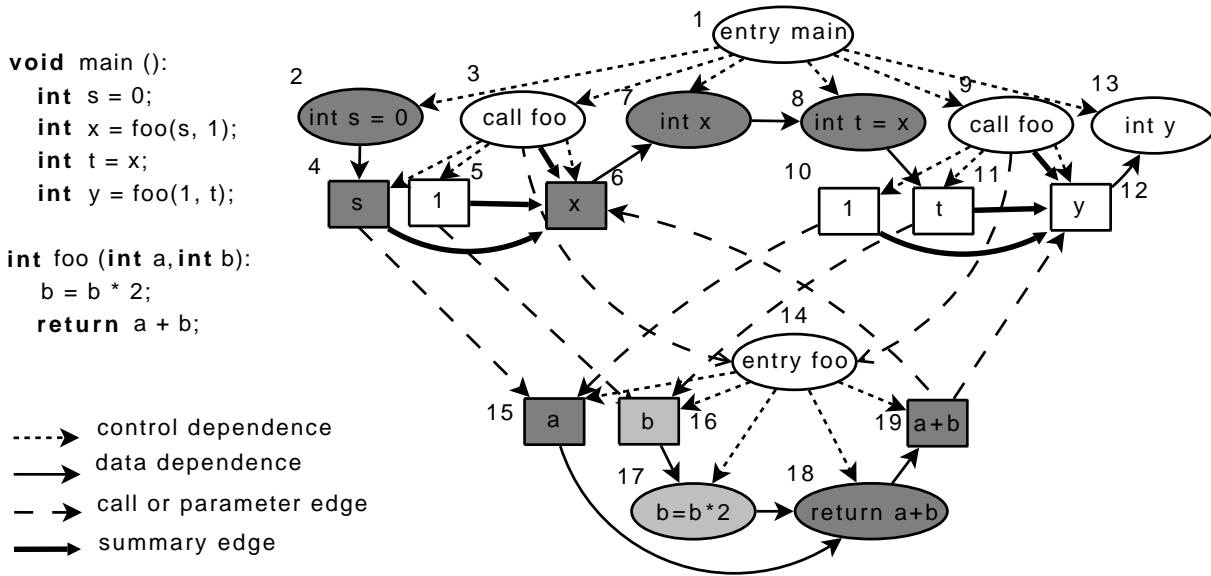 void main ():
int s = 0;
int x = foo(s, 1);
int t = x;
int y = foo(1, t);
int foo (int a, int b):
b = b * 2;
return a + b;
control dependence
data dependence
call or parameter edge
summary edge
1
entry main
2
int s = 0
3
call foo
7
int x
8
int t = x
9
call foo
13
int y
4
s
5
1
6
x
10
1
11
t
12
y
14
entry foo
15
a
16
b
19
a+b
17
b=b*2
18
return a+b